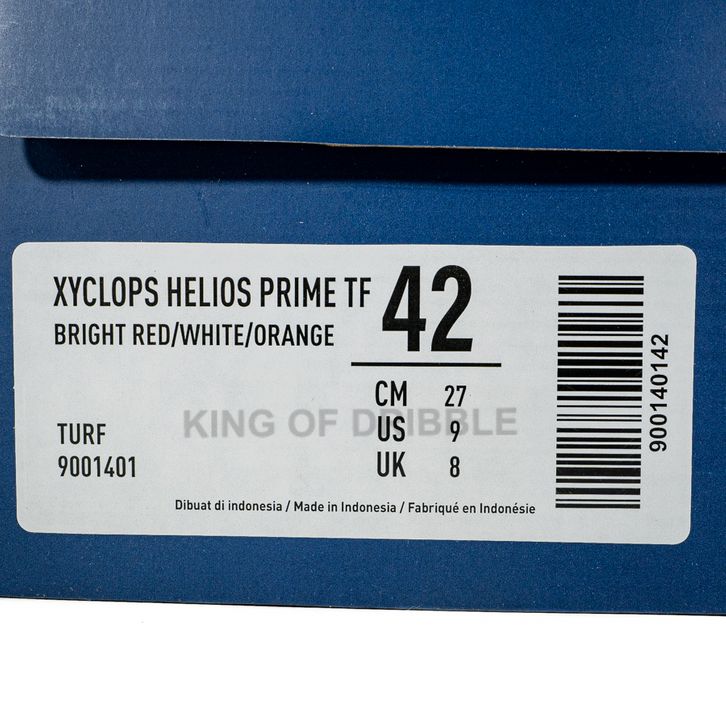 XYCLOPS HELIOS PRIME TF
BRIGHT RED/WHITE/ORANGE
42
CM 27
US 9
UK 8
KING OF DRIBBLE
TURF
9001401
Dibuat di indonesia / Made in Indonesia / Fabriqué en Indonésie
900140142